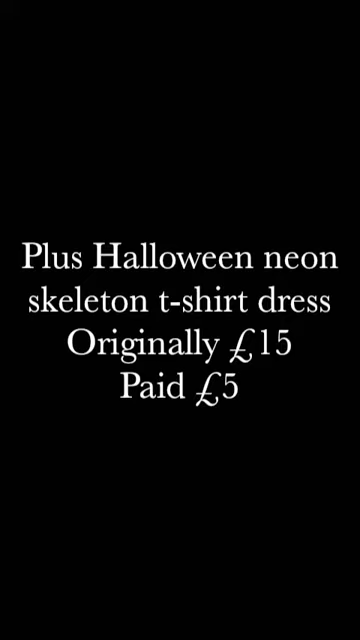 Plus Halloween neon
skeleton t-shirt dress
Originally £15
Paid £5